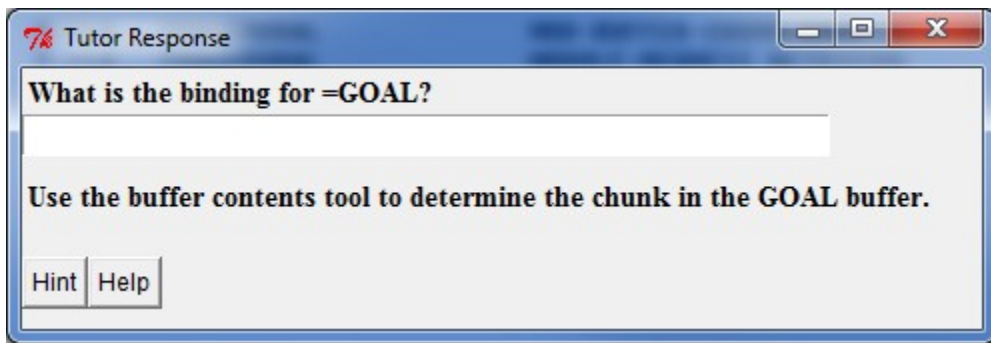 Tutor Response
What is the binding for =GOAL?
Use the buffer contents tool to determine the chunk in the GOAL buffer.
Hint Help